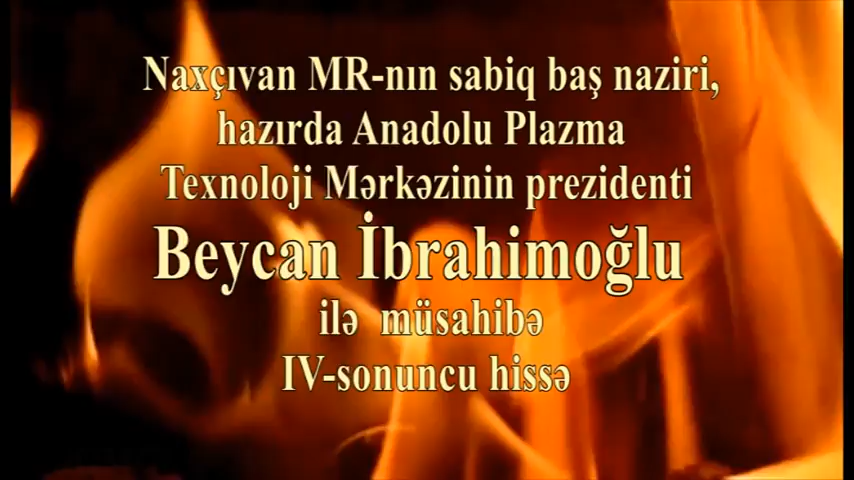 Naxçıvan MR-nın sabiq baş naziri,
hazırda Anadolu Plazma
Texnoloji Mərkəzinin prezidenti
Beycan İbrahimoğlu
ilə müsahibə
IV-sonuncu hissə